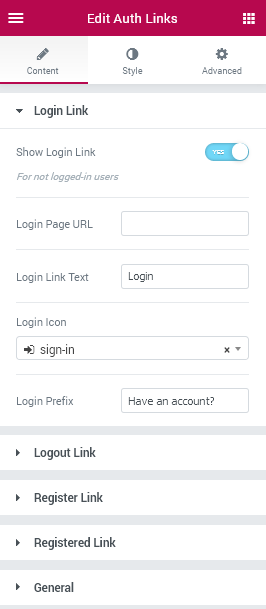 Edit Auth Links
Content Style Advanced
Login Link
Show Login Link YES
For not logged-in users
Login Page URL
Login Link Text Login
Login Icon
sign-in × 
Login Prefix Have an account?
Logout Link
Register Link
Registered Link
General